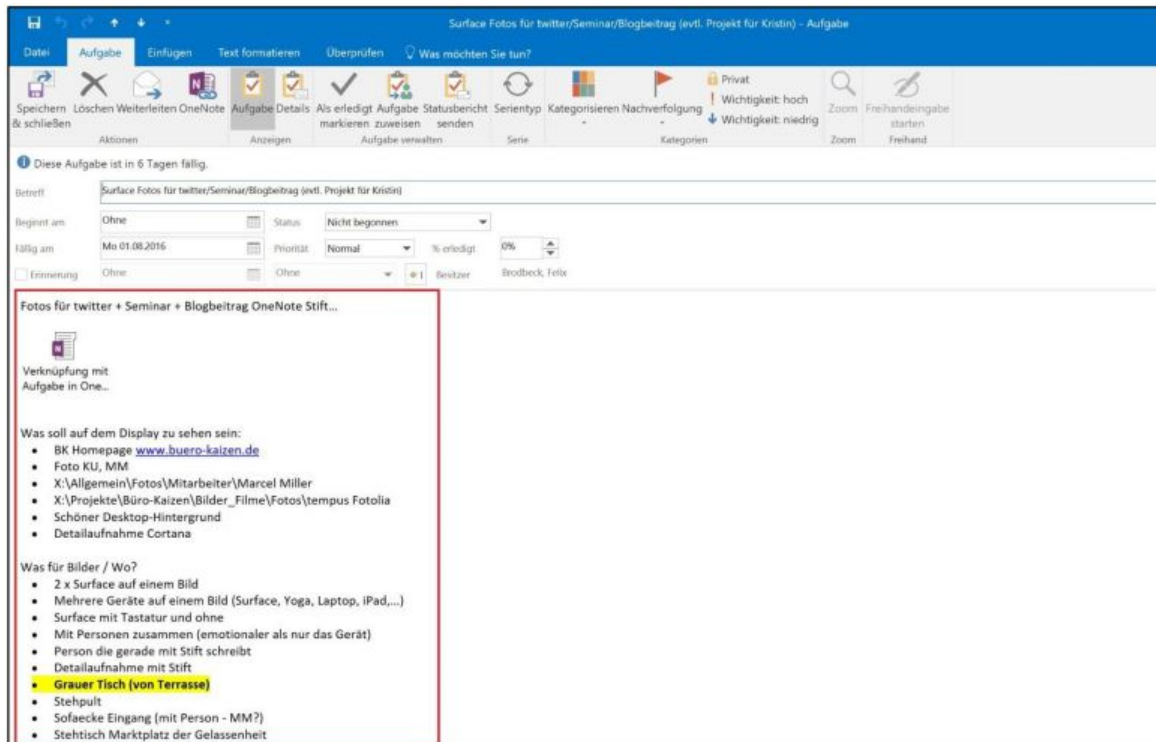 Surface Fotos für twitter/Seminar/Blogbeitrag (evtl. Projekt für Kristin) - Aufgabe
Datei Aufgabe Einfügen Text formatieren Überprüfen Was möchten Sie tun?
Speichern & schließen Löschen Weiterleiten OneNote Aufgabe Details Als erledigt markieren Aufgabe zuweisen Statusbericht senden Serientyp Kategorisieren Nachverfolgung Privat Wichtigkeit: hoch Wichtigkeit: niedrig Zoom Freihandeingabe starten
Aktionen Anzeigen Aufgabe verwalten Serie Kategorien Zoom Freihand
Diese Aufgabe ist in 6 Tagen fällig.
Betreff Surface Fotos für twitter/Seminar/Blogbeitrag (evtl. Projekt für Kristin)
Beginnt am Ohne Status Nicht begonnen
Fällig am Mo 01.08.2016 Priorität Normal % erledigt 0%
Erinnerung Ohne Ohne Besitzer Brodbeck, Felix
Fotos für twitter + Seminar + Blogbeitrag OneNote Stift...
Verknüpfung mit
Aufgabe in One...
Was soll auf dem Display zu sehen sein:
• BK Homepage www.buero-kaizen.de
• Foto KU, MM
• X:\Allgemein\Fotos\Mitarbeiter\Marcel Miller
• X:\Projekte\Büro-Kaizen\Bilder_Filme\Fotos\tempus Fotolia
• Schöner Desktop-Hintergrund
• Detailaufnahme Cortana
Was für Bilder / Wo?
• 2 x Surface auf einem Bild
• Mehrere Geräte auf einem Bild (Surface, Yoga, Laptop, iPad,...)
• Surface mit Tastatur und ohne
• Mit Personen zusammen (emotionaler als nur das Gerät)
• Person die gerade mit Stift schreibt
• Detailaufnahme mit Stift
• Grauer Tisch (von Terrasse)
• Stehpult
• Sofaecke Eingang (mit Person - MM?)
• Stehtisch Marktplatz der Gelassenheit